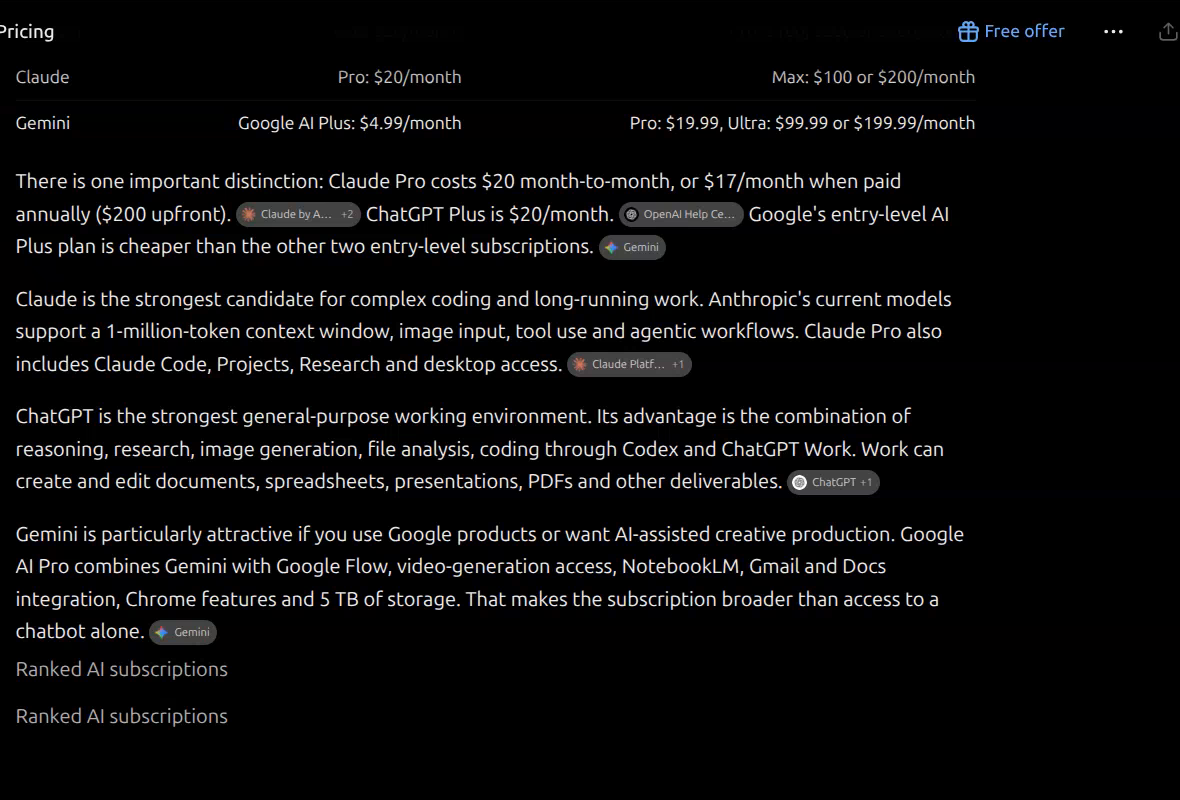 Pricing
Free offer
Claude Pro: $20/month Max: $100 or $200/month
Gemini Google AI Plus: $4.99/month Pro: $19.99, Ultra: $99.99 or $199.99/month
There is one important distinction: Claude Pro costs $20 month-to-month, or $17/month when paid
annually ($200 upfront). Claude by A... +2 ChatGPT Plus is $20/month. OpenAI Help Ce... Google's entry-level AI
Plus plan is cheaper than the other two entry-level subscriptions. Gemini
Claude is the strongest candidate for complex coding and long-running work. Anthropic's current models
support a 1-million-token context window, image input, tool use and agentic workflows. Claude Pro also
includes Claude Code, Projects, Research and desktop access. Claude Platf... +1
ChatGPT is the strongest general-purpose working environment. Its advantage is the combination of
reasoning, research, image generation, file analysis, coding through Codex and ChatGPT Work. Work can
create and edit documents, spreadsheets, presentations, PDFs and other deliverables. ChatGPT +1
Gemini is particularly attractive if you use Google products or want AI-assisted creative production. Google
AI Pro combines Gemini with Google Flow, video-generation access, NotebookLM, Gmail and Docs
integration, Chrome features and 5 TB of storage. That makes the subscription broader than access to a
chatbot alone. Gemini
Ranked AI subscriptions
Ranked AI subscriptions